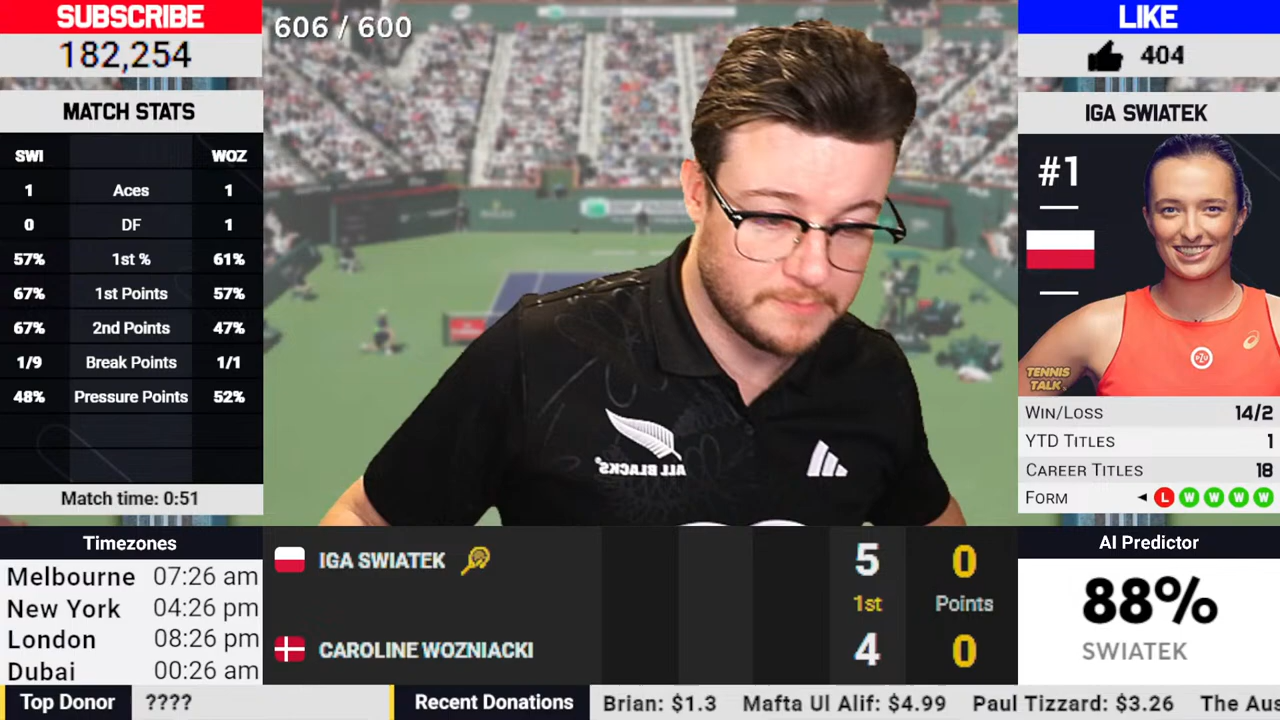 SUBSCRIBE
182,254
MATCH STATS
SWI WOZ
1 Aces 1
0 DF 1
57% 1st % 61%
67% 1st Points 57%
67% 2nd Points 47%
1/9 Break Points 1/1
48% Pressure Points 52%
Match time: 0:51
Timezones
Melbourne 07:26 am
New York 04:26 pm
London 08:26 pm
Dubai 00:26 am
606 / 600
ALL BLACKS
IGA SWIATEK 5 0
1st Points
CAROLINE WOZNIACKI 4 0
LIKE
404
IGA SWIATEK
#1
PZU
TENNIS
TALK
WIN/LOSS 14/2
YTD TITLES 1
CAREER TITLES 18
FORM L W W W W
AI Predictor
88%
SWIATEK
Top Donor ???? Recent Donations Brian: $1.3 Mafta Ul Alif: $4.99 Paul Tizzard: $3.26 The Aus